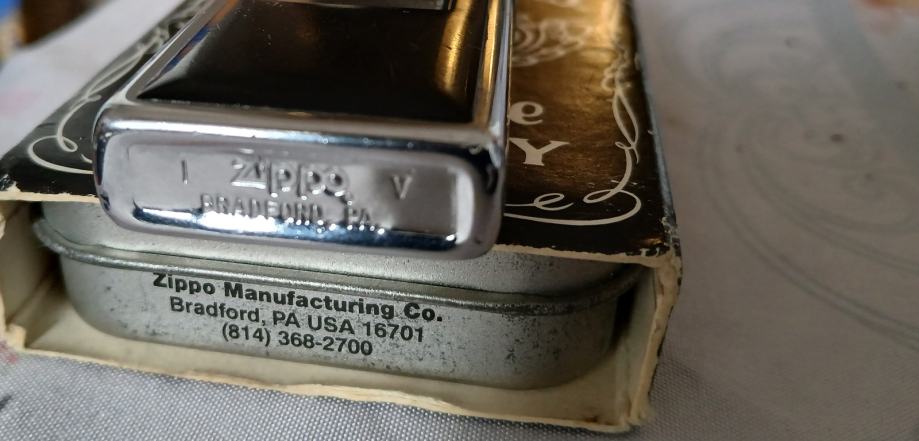 e
Y
I Zippo V
BRADFORD, PA.
Zippo Manufacturing Co.
Bradford, PA USA 16701
(814) 368-2700